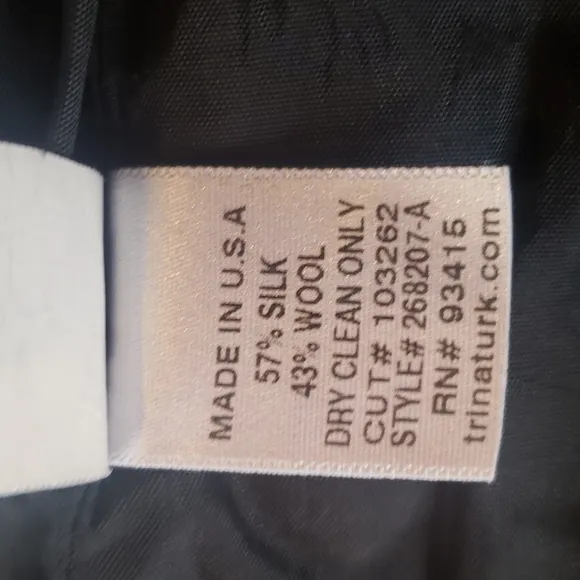 MADE IN U.S.A
57% SILK
43% WOOL
DRY CLEAN ONLY
CUT# 103262
STYLE# 268207-A
RN# 93415
trinaturk.com